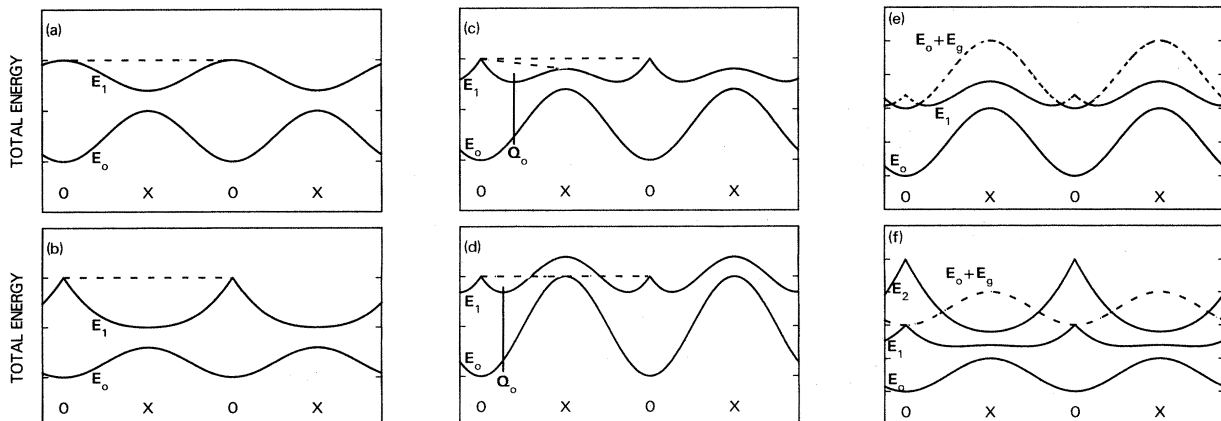 (a)
TOTAL ENERGY
E1
Eo
O X O X
(b)
TOTAL ENERGY
E1
Eo
O X O X
(c)
E1
Eo
Qo
O X O X
(d)
E1
Eo
Qo
O X O X
(e)
Eo+Eg
E1
Eo
O X O X
(f)
Eo+Eg
E2
E1
Eo
O X O X